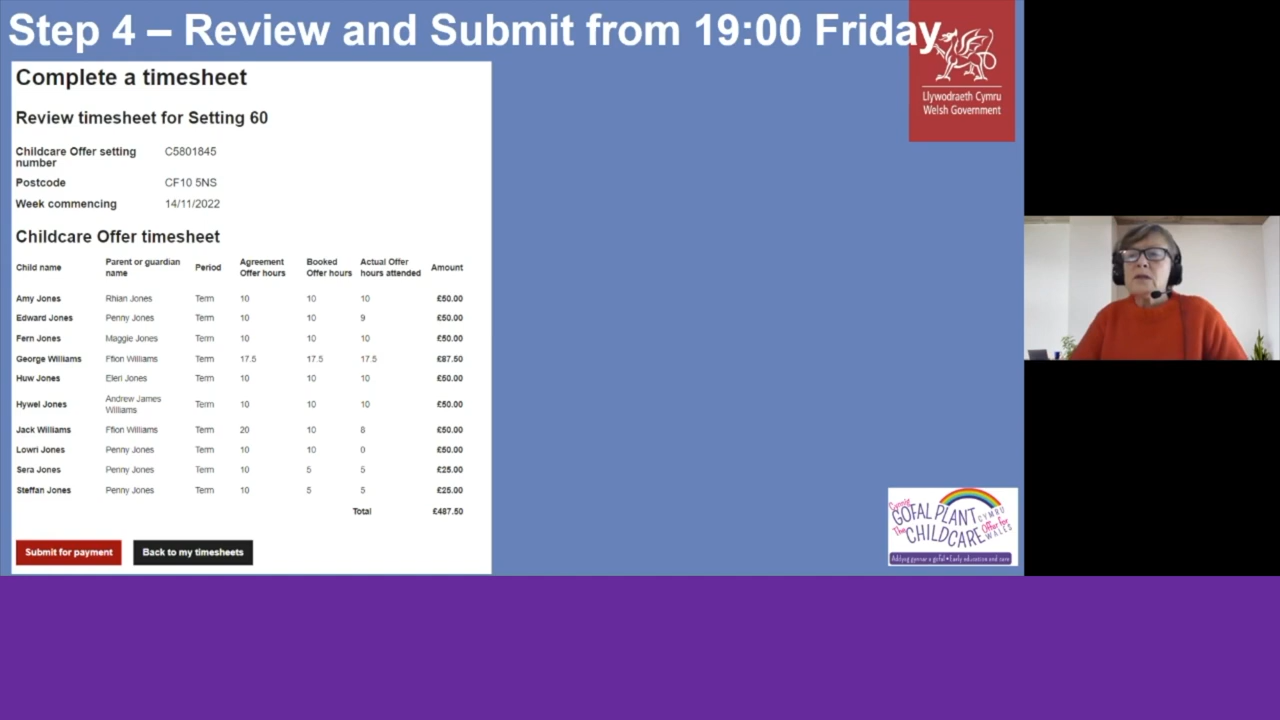 Step 4 – Review and Submit from 19:00 Friday
Llywodraeth Cymru
Welsh Government
Complete a timesheet
Review timesheet for Setting 60
Childcare Offer setting number C5801845
Postcode CF10 5NS
Week commencing 14/11/2022
Childcare Offer timesheet
Child name Parent or guardian name Period Agreement Offer hours Booked Offer hours Actual Offer hours attended Amount
Amy Jones Rhian Jones Term 10 10 10 £50.00
Edward Jones Penny Jones Term 10 10 9 £50.00
Fern Jones Maggie Jones Term 10 10 10 £50.00
George Williams Ffion Williams Term 17.5 17.5 17.5 £87.50
Huw Jones Eleri Jones Term 10 10 10 £50.00
Hywel Jones Andrew James Williams Term 10 10 10 £50.00
Jack Williams Ffion Williams Term 20 10 8 £50.00
Lowri Jones Penny Jones Term 10 10 0 £50.00
Sera Jones Penny Jones Term 10 5 5 £25.00
Steffan Jones Penny Jones Term 10 5 5 £25.00
Total £487.50
Submit for payment Back to my timesheets
Cynnig
GOFAL PLANT CYMRU
The CHILDCARE Offer for WALES
Addysg gynnar a gofal • Early education and care